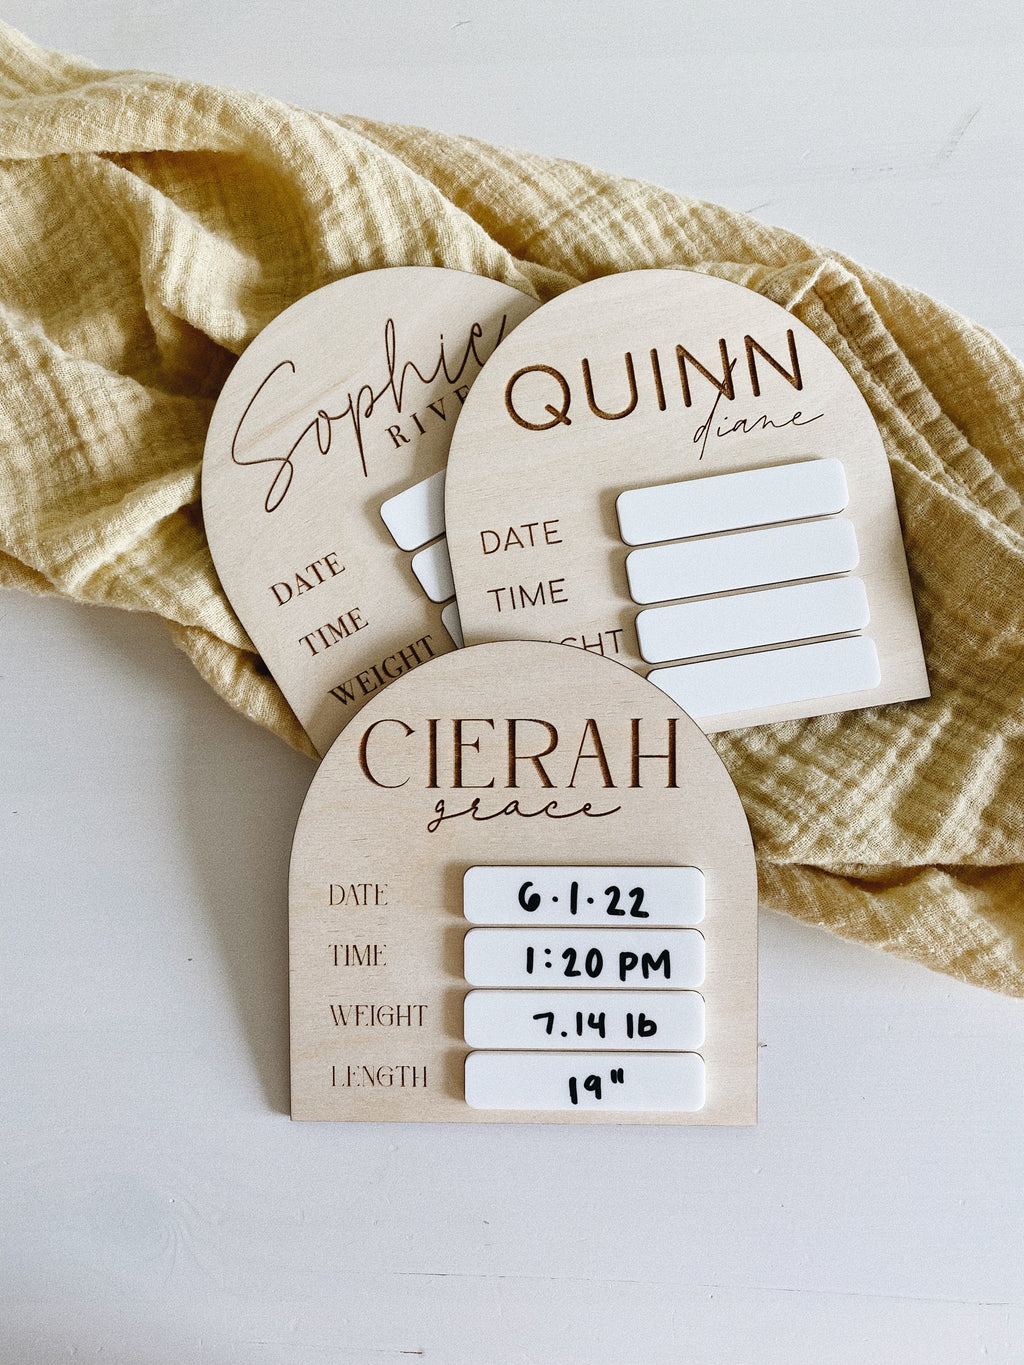 Sophie
DATE
TIME
WEIGHT
QUINN
diane
DATE
TIME
CIERAH
grace
DATE 6.1.22
TIME 1:20 PM
WEIGHT 7.14 lb
LENGTH 19"